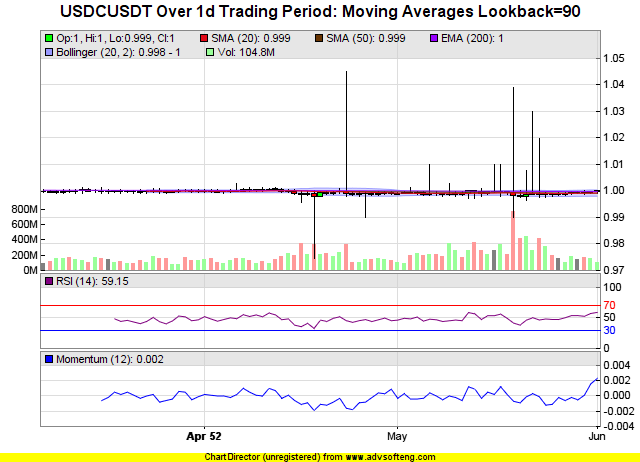 USDCUSDT Over 1d Trading Period: Moving Averages Lookback=90
Op:1, Hi:1, Lo:0.999, Cl:1 SMA (20): 0.999 SMA (50): 0.999 EMA (200): 1
Bollinger (20, 2): 0.998 - 1 Vol: 104.8M
1.05
1.04
1.03
1.02
1.01
1.00
0.99
0.98
0.97
800M
600M
400M
200M
0M
RSI (14): 59.15
100
70
50
30
0
Momentum (12): 0.002
0.004
0.002
0.000
-0.002
-0.004
Apr 52 May Jun
ChartDirector (unregistered) from www.advsofteng.com